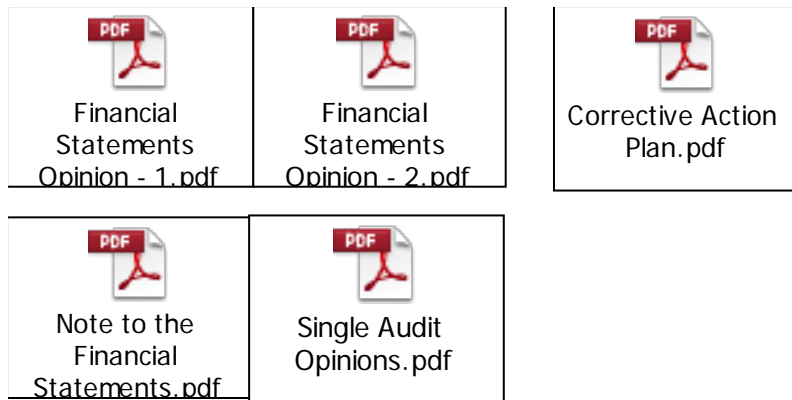 PDF
Financial
Statements
Opinion - 1.pdf
PDF
Financial
Statements
Opinion - 2.pdf
PDF
Corrective Action
Plan.pdf
PDF
Note to the
Financial
Statements.pdf
PDF
Single Audit
Opinions.pdf